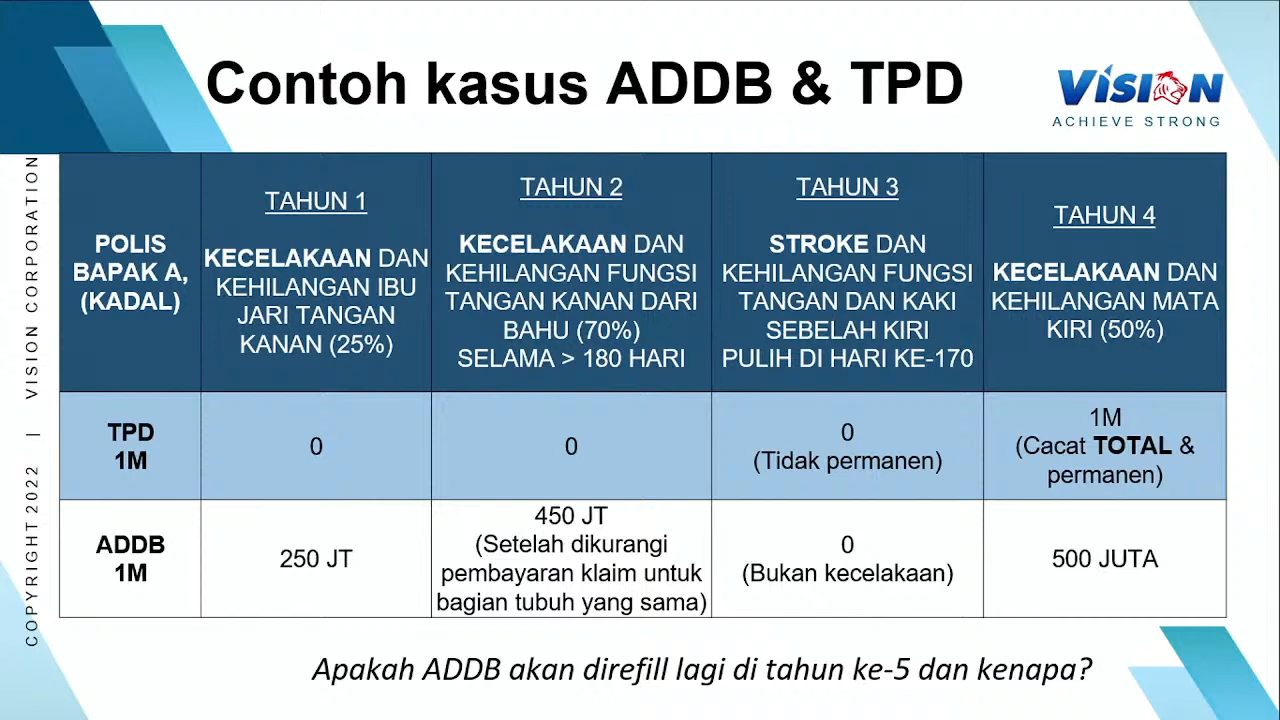 Contoh kasus ADDB & TPD
VISION
ACHIEVE STRONG
COPYRIGHT 2022 | VISION CORPORATION
POLIS
BAPAK A,
(KADAL)
TAHUN 1
KECELAKAAN DAN
KEHILANGAN IBU
JARI TANGAN
KANAN (25%)
TAHUN 2
KECELAKAAN DAN
KEHILANGAN FUNGSI
TANGAN KANAN DARI
BAHU (70%)
SELAMA > 180 HARI
TAHUN 3
STROKE DAN
KEHILANGAN FUNGSI
TANGAN DAN KAKI
SEBELAH KIRI
PULIH DI HARI KE-170
TAHUN 4
KECELAKAAN DAN
KEHILANGAN MATA
KIRI (50%)
TPD
1M
0
0
0
(Tidak permanen)
1M
(Cacat TOTAL &
permanen)
ADDB
1M
250 JT
450 JT
(Setelah dikurangi
pembayaran klaim untuk
bagian tubuh yang sama)
0
(Bukan kecelakaan)
500 JUTA
Apakah ADDB akan direfill lagi di tahun ke-5 dan kenapa?